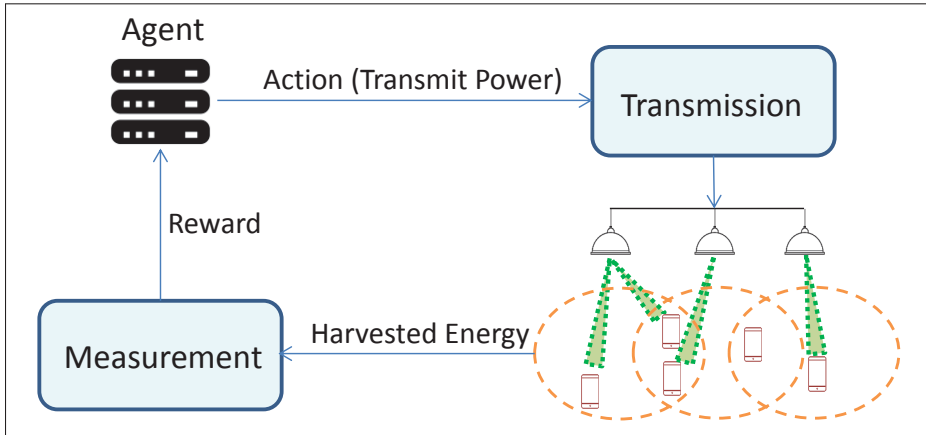 Agent
Action (Transmit Power)
Transmission
Reward
Measurement
Harvested Energy